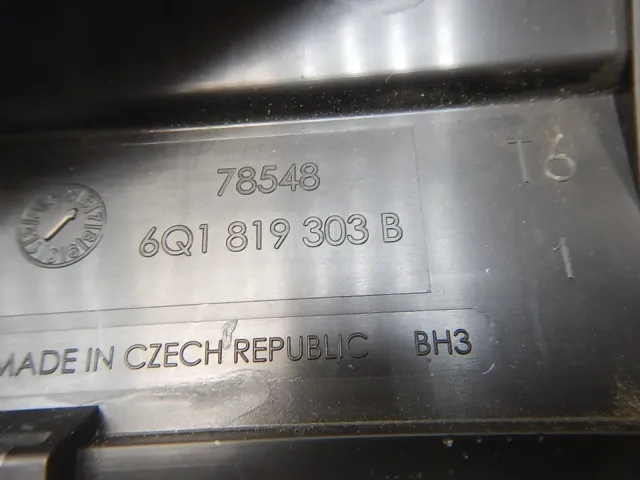 78548
6Q1 819 303 B
T6
1
MADE IN CZECH REPUBLIC BH3